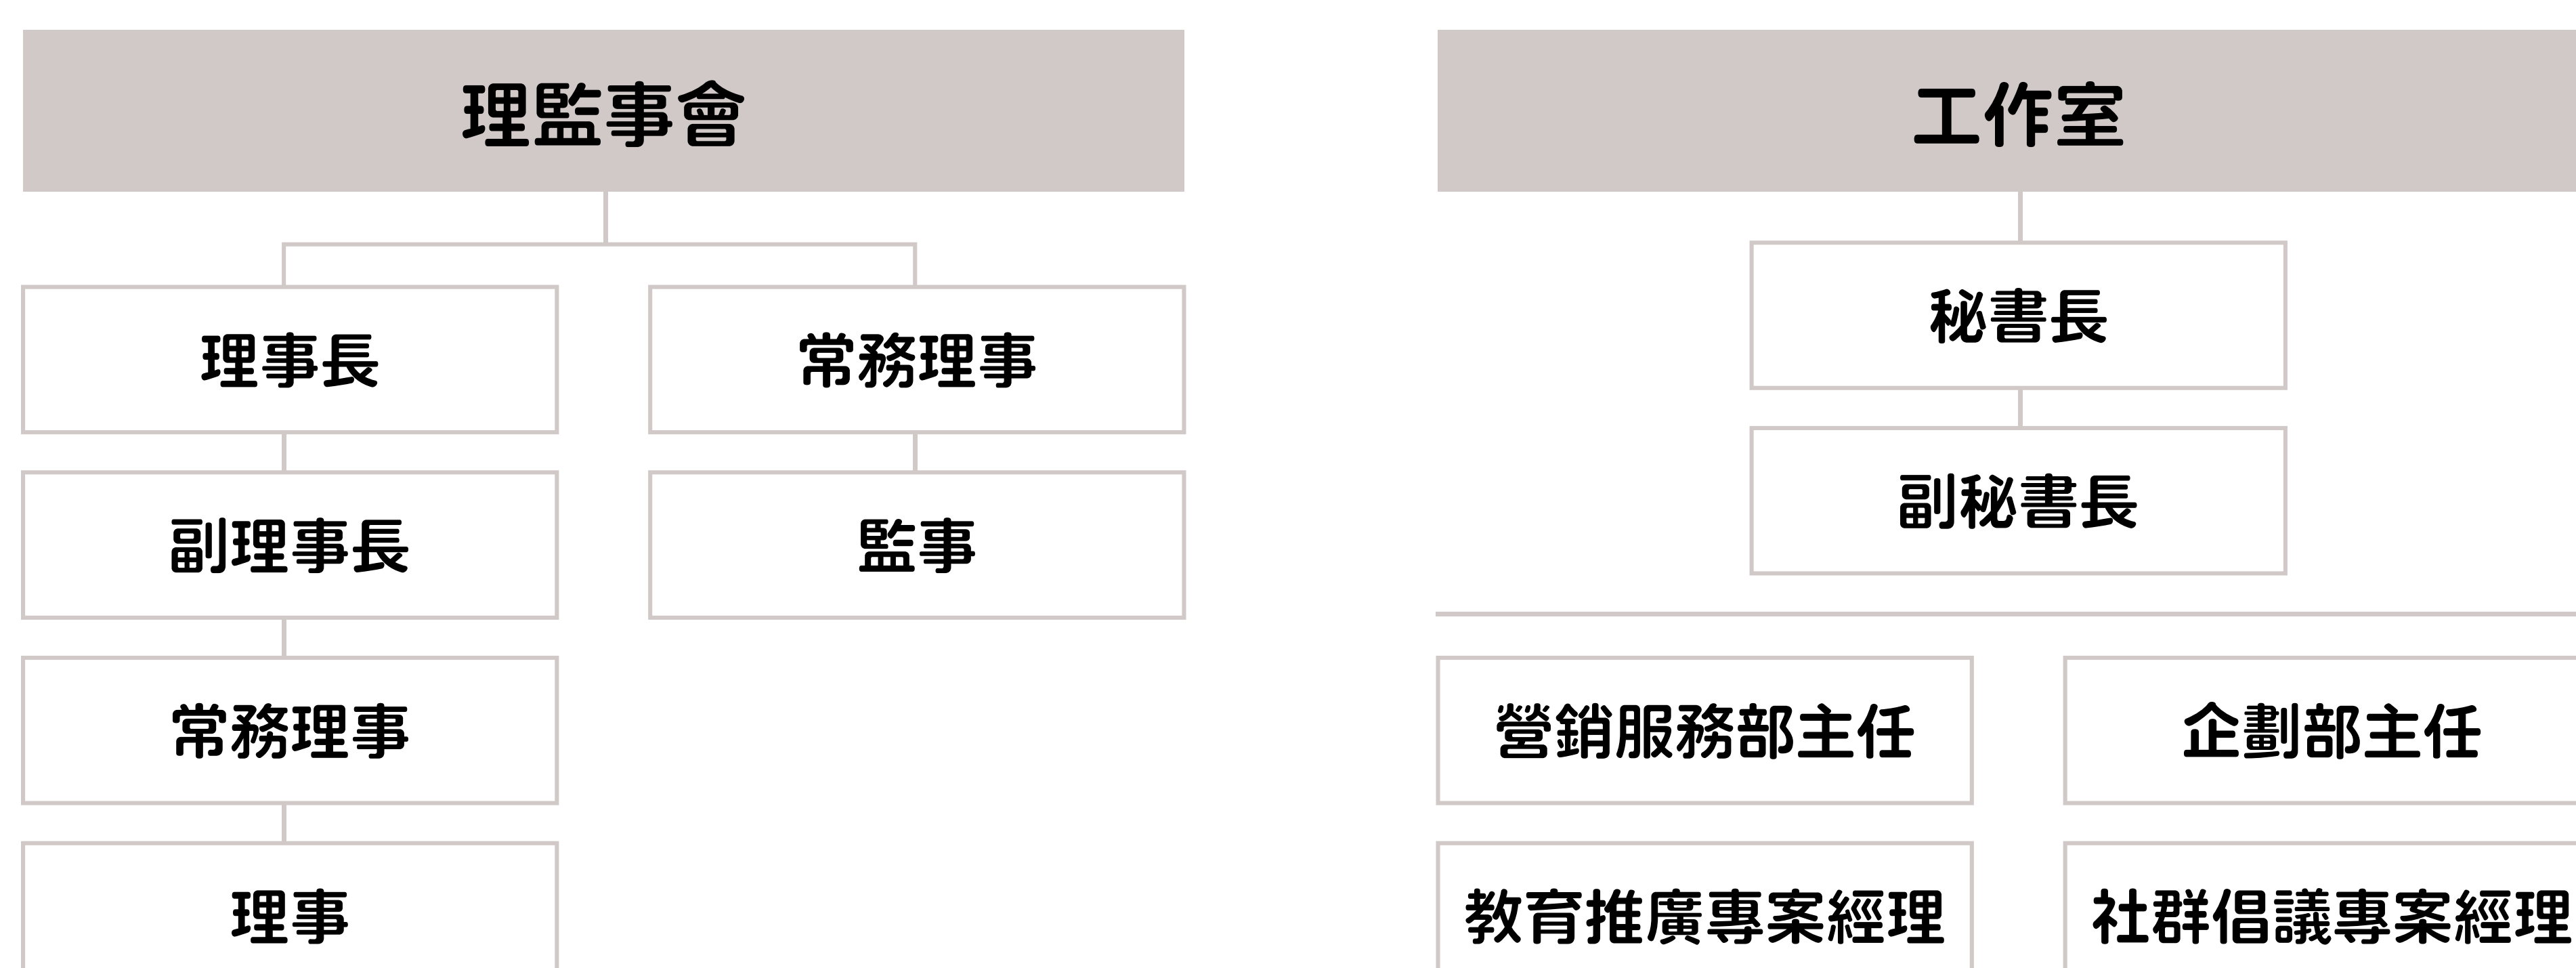 理監事會
理事長
常務理事
副理事長
監事
常務理事
理事
工作室
秘書長
副秘書長
營銷服務部主任
企劃部主任
教育推廣專案經理
社群倡議專案經理